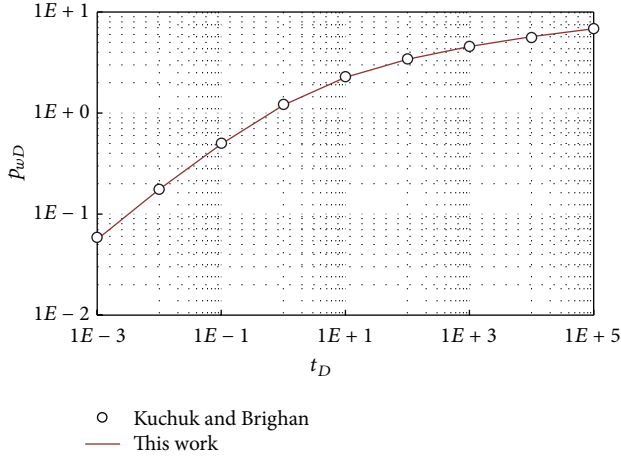 1E + 1
1E + 0
1E − 1
1E − 2
p_wD
1E − 3 1E − 1 1E + 1 1E + 3 1E + 5
t_D
Kuchuk and Brighan
This work